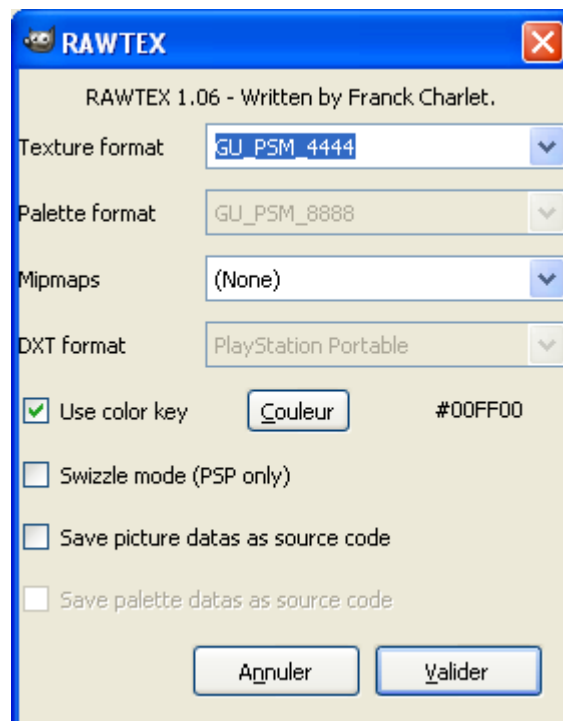 RAWTEX
RAWTEX 1.06 - Written by Franck Charlet.
Texture format GU_PSM_4444
Palette format GU_PSM_8888
Mipmaps (None)
DXT format PlayStation Portable
Use color key Couleur #00FF00
Swizzle mode (PSP only)
Save picture datas as source code
Save palette datas as source code
Annuler Valider